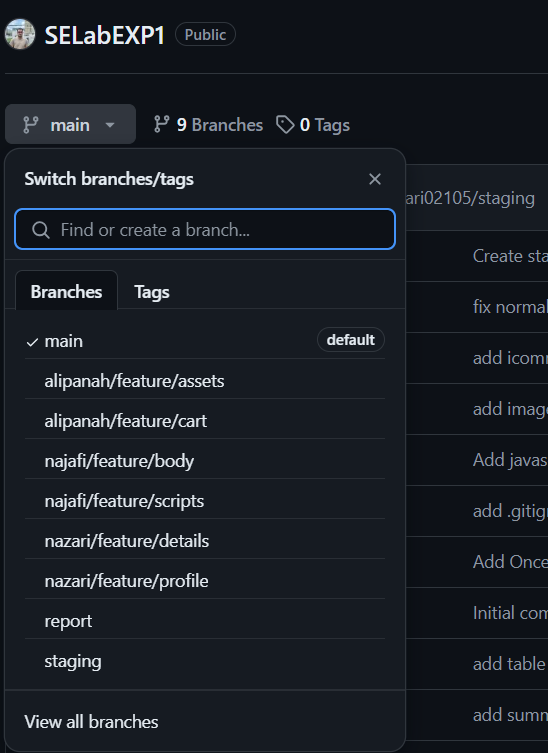 SELabEXP1 Public
main 9 Branches 0 Tags
Switch branches/tags
ari02105/staging
Find or create a branch...
Create sta
Branches Tags
fix normal
main default
add icom
alipanah/feature/assets
add imag
alipanah/feature/cart
Add javas
najafi/feature/body
najafi/feature/scripts
add .gitig
nazari/feature/details
Add Once
nazari/feature/profile
Initial com
report
staging
add table
View all branches
add summ